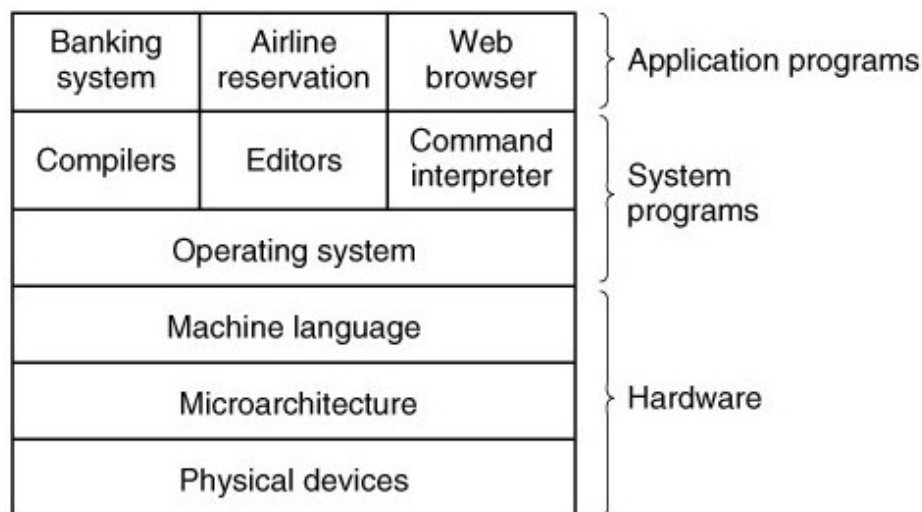 Banking
system
Airline
reservation
Web
browser
Application programs
Compilers
Editors
Command
interpreter
System
programs
Operating system
Machine language
Microarchitecture
Hardware
Physical devices